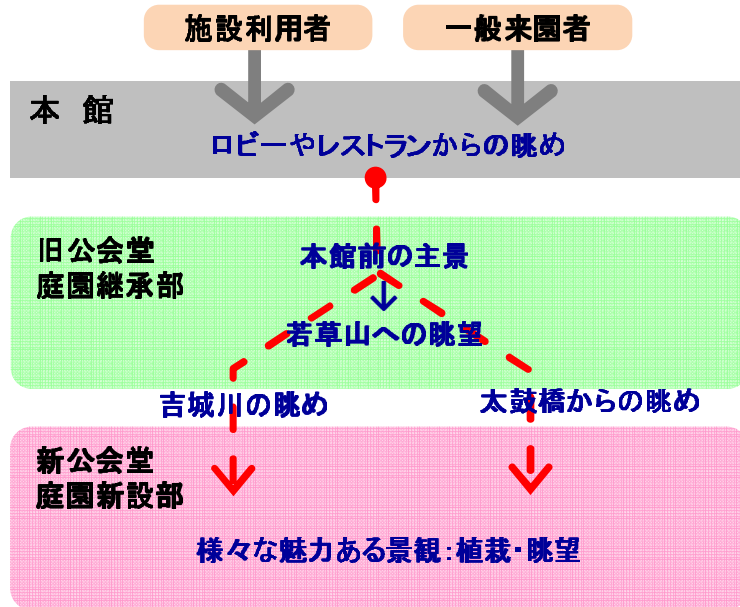 施設利用者
一般来園者
本 館
ロビーやレストランからの眺め
旧公会堂
庭園継承部
本館前の主景
若草山への眺望
吉城川の眺め
太鼓橋からの眺め
新公会堂
庭園新設部
様々な魅力ある景観:植栽・眺望